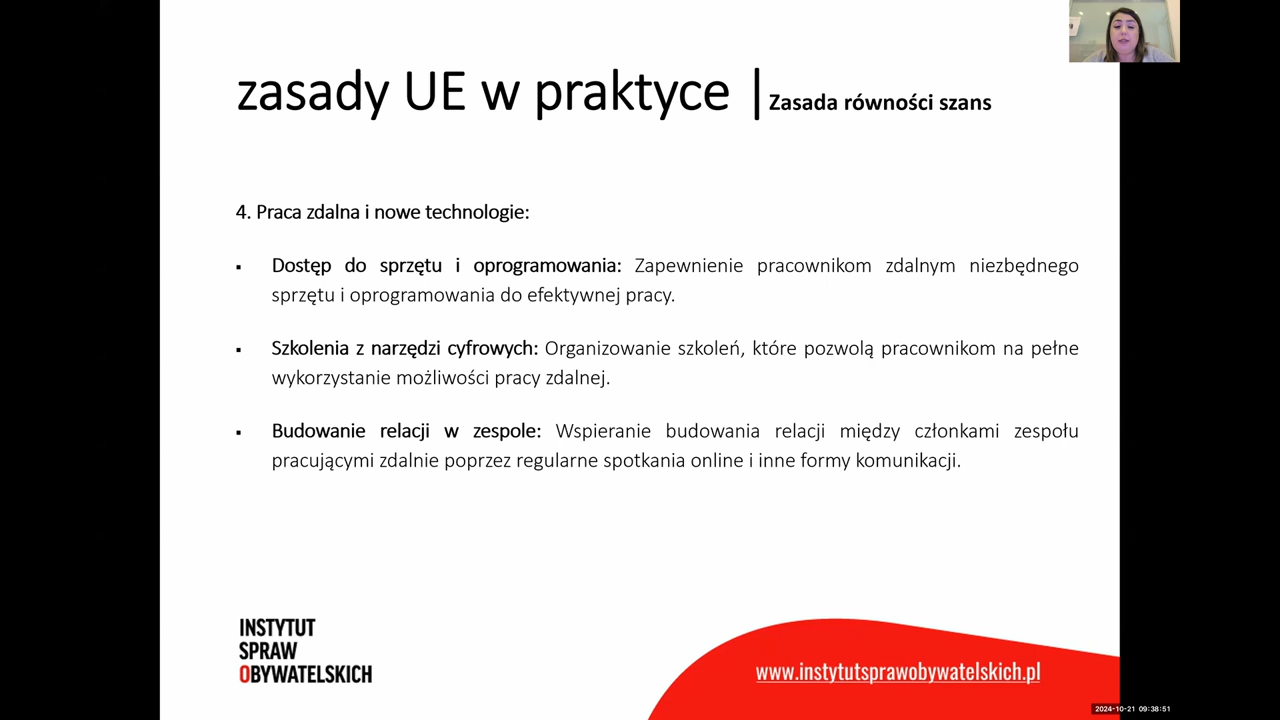 zasady UE w praktyce | Zasada równości szans
4. Praca zdalna i nowe technologie:
▪ Dostęp do sprzętu i oprogramowania: Zapewnienie pracownikom zdalnym niezbędnego
sprzętu i oprogramowania do efektywnej pracy.
▪ Szkolenia z narzędzi cyfrowych: Organizowanie szkoleń, które pozwolą pracownikom na pełne
wykorzystanie możliwości pracy zdalnej.
▪ Budowanie relacji w zespole: Wspieranie budowania relacji między członkami zespołu
pracującymi zdalnie poprzez regularne spotkania online i inne formy komunikacji.
INSTYTUT
SPRAW
OBYWATELSKICH
www.instytutsprawobywatelskich.pl
2024-10-21 09:38:51